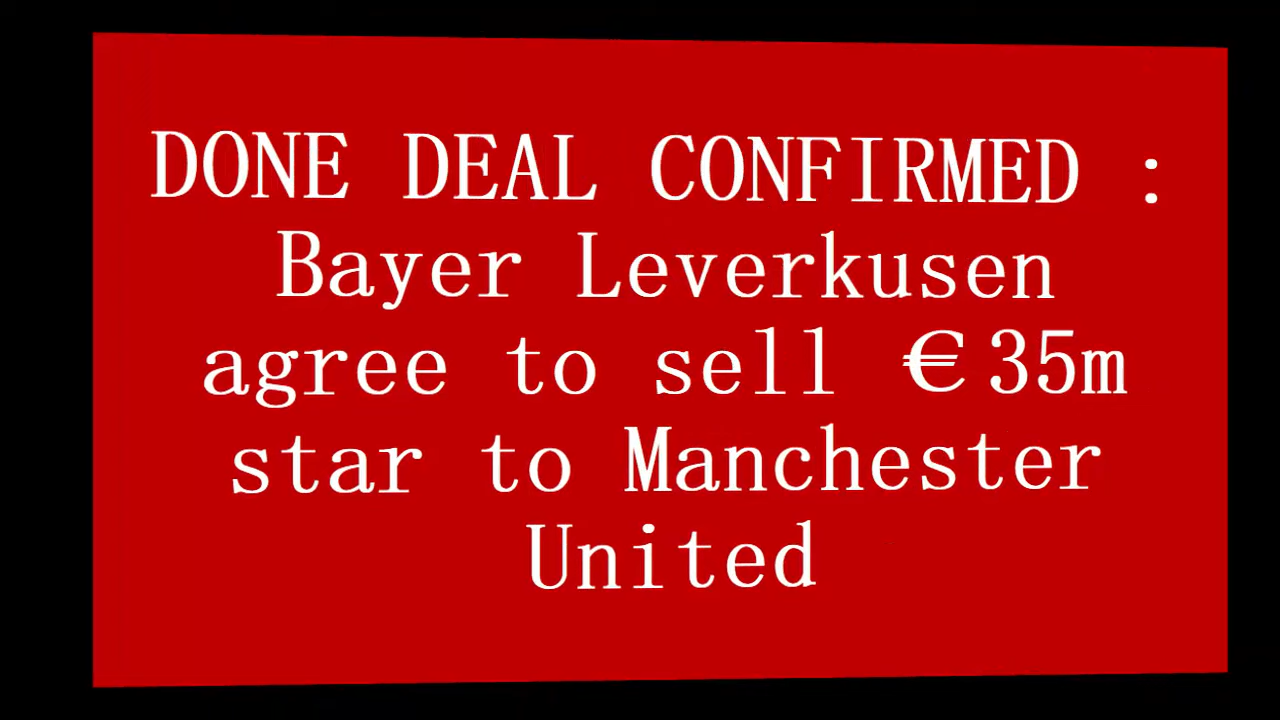 DONE DEAL CONFIRMED :
Bayer Leverkusen
agree to sell €35m
star to Manchester
United